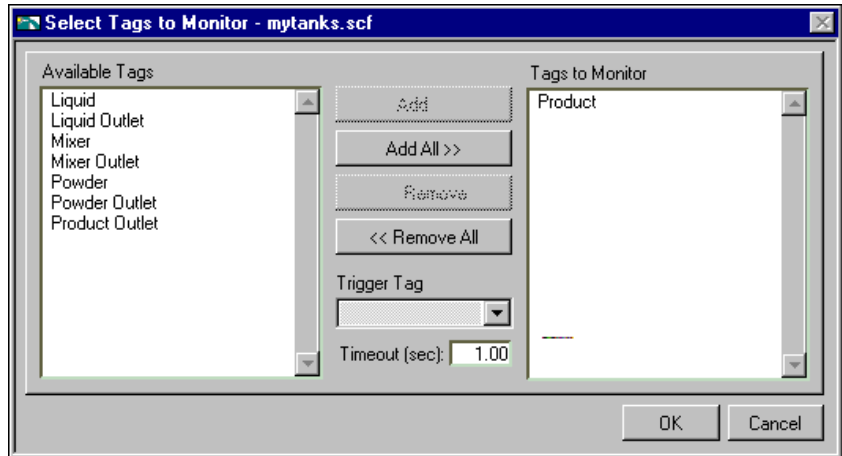 Select Tags to Monitor - mytanks.scf
Available Tags
Liquid
Liquid Outlet
Mixer
Mixer Outlet
Powder
Powder Outlet
Product Outlet
Add
Add All >>
Remove
<< Remove All
Trigger Tag
Timeout (sec): 1.00
Tags to Monitor
Product
OK
Cancel